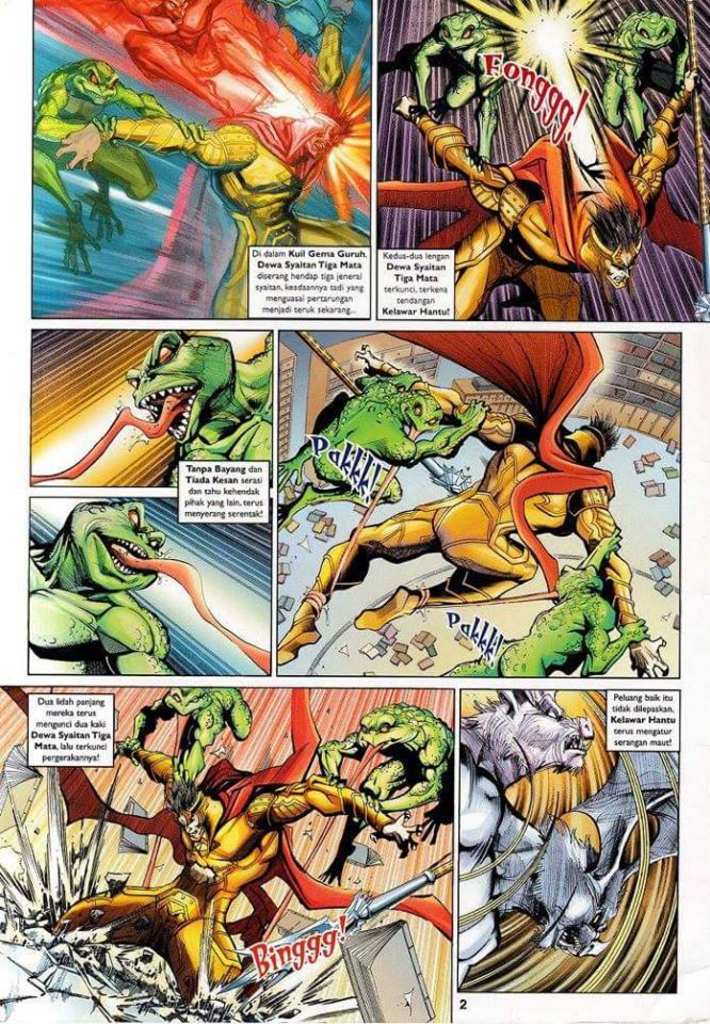 Di dalam Kuil Gema Guruh,
Dewa Syaitan Tiga Mata
diserang hendap tiga jeneral
syaitan, keadaannya tadi yang
menguasai pertarungan
menjadi teruk sekarang...
Fonggg!
Kedua-dua lengan
Dewa Syaitan
Tiga Mata
terkunci, terkena
tendangan
Kelawar Hantu!
Tanpa Bayang dan
Tiada Kesan serasi
dan tahu kehendak
pihak yang lain, terus
menyerang serentak!
Pakkk!
Pakkk!
Dua lidah panjang
mereka terus
mengunci dua kaki
Dewa Syaitan Tiga
Mata, lalu terkunci
pergerakannya!
Binggg!
Peluang baik itu
tidak dilepaskan,
Kelawar Hantu
terus mengatur
serangan maut!
2